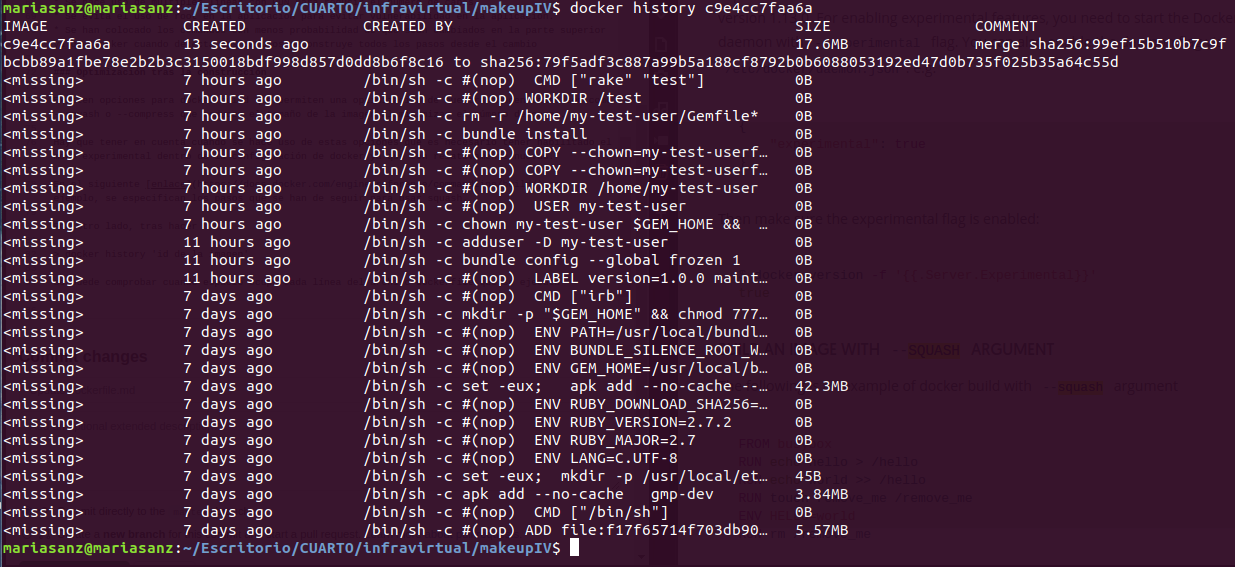 mariasanz@mariasanz:~/Escritorio/CUARTO/infravirtual/makeupIV$ docker history c9e4cc7faa6a
IMAGE CREATED CREATED BY SIZE COMMENT
c9e4cc7faa6a 13 seconds ago 17.6MB merge sha256:99ef15b510b7c9f
bcbb89a1fbe78e2b2b3c3150018bdf998d857d0dd8b6f8c16 to sha256:79f5adf3c887a99b5a188cf8792b0b6088053192ed47d0b735f025b35a64c55d
<missing> 7 hours ago /bin/sh -c #(nop) CMD ["rake" "test"] 0B
<missing> 7 hours ago /bin/sh -c #(nop) WORKDIR /test 0B
<missing> 7 hours ago /bin/sh -c rm -r /home/my-test-user/Gemfile* 0B
<missing> 7 hours ago /bin/sh -c bundle install 0B
<missing> 7 hours ago /bin/sh -c #(nop) COPY --chown=my-test-userf… 0B
<missing> 7 hours ago /bin/sh -c #(nop) COPY --chown=my-test-userf… 0B
<missing> 7 hours ago /bin/sh -c #(nop) WORKDIR /home/my-test-user 0B
<missing> 7 hours ago /bin/sh -c #(nop) USER my-test-user 0B
<missing> 7 hours ago /bin/sh -c chown my-test-user $GEM_HOME && … 0B
<missing> 11 hours ago /bin/sh -c adduser -D my-test-user 0B
<missing> 11 hours ago /bin/sh -c bundle config --global frozen 1 0B
<missing> 11 hours ago /bin/sh -c #(nop) LABEL version=1.0.0 maint… 0B
<missing> 7 days ago /bin/sh -c #(nop) CMD ["irb"] 0B
<missing> 7 days ago /bin/sh -c mkdir -p "$GEM_HOME" && chmod 777… 0B
<missing> 7 days ago /bin/sh -c #(nop) ENV PATH=/usr/local/bundl… 0B
<missing> 7 days ago /bin/sh -c #(nop) ENV BUNDLE_SILENCE_ROOT_W… 0B
<missing> 7 days ago /bin/sh -c #(nop) ENV GEM_HOME=/usr/local/b… 0B
<missing> 7 days ago /bin/sh -c set -eux; apk add --no-cache --… 42.3MB
<missing> 7 days ago /bin/sh -c #(nop) ENV RUBY_DOWNLOAD_SHA256=… 0B
<missing> 7 days ago /bin/sh -c #(nop) ENV RUBY_VERSION=2.7.2 0B
<missing> 7 days ago /bin/sh -c #(nop) ENV RUBY_MAJOR=2.7 0B
<missing> 7 days ago /bin/sh -c #(nop) ENV LANG=C.UTF-8 0B
<missing> 7 days ago /bin/sh -c set -eux; mkdir -p /usr/local/et… 45B
<missing> 7 days ago /bin/sh -c apk add --no-cache gmp-dev 3.84MB
<missing> 7 days ago /bin/sh -c #(nop) CMD ["/bin/sh"] 0B
<missing> 7 days ago /bin/sh -c #(nop) ADD file:f17f65714f703db90… 5.57MB
mariasanz@mariasanz:~/Escritorio/CUARTO/infravirtual/makeupIV$